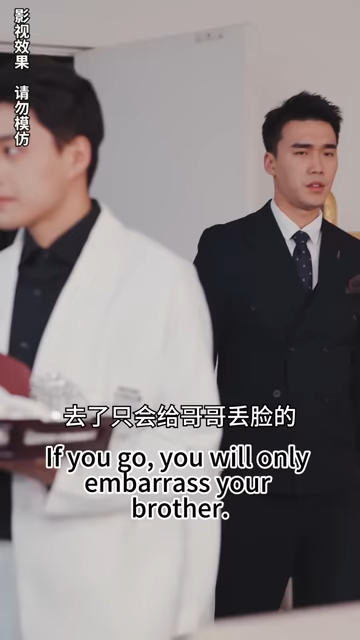 影视效果 请勿模仿
去了只会给哥哥丢脸的
If you go, you will only
embarrass your
brother.